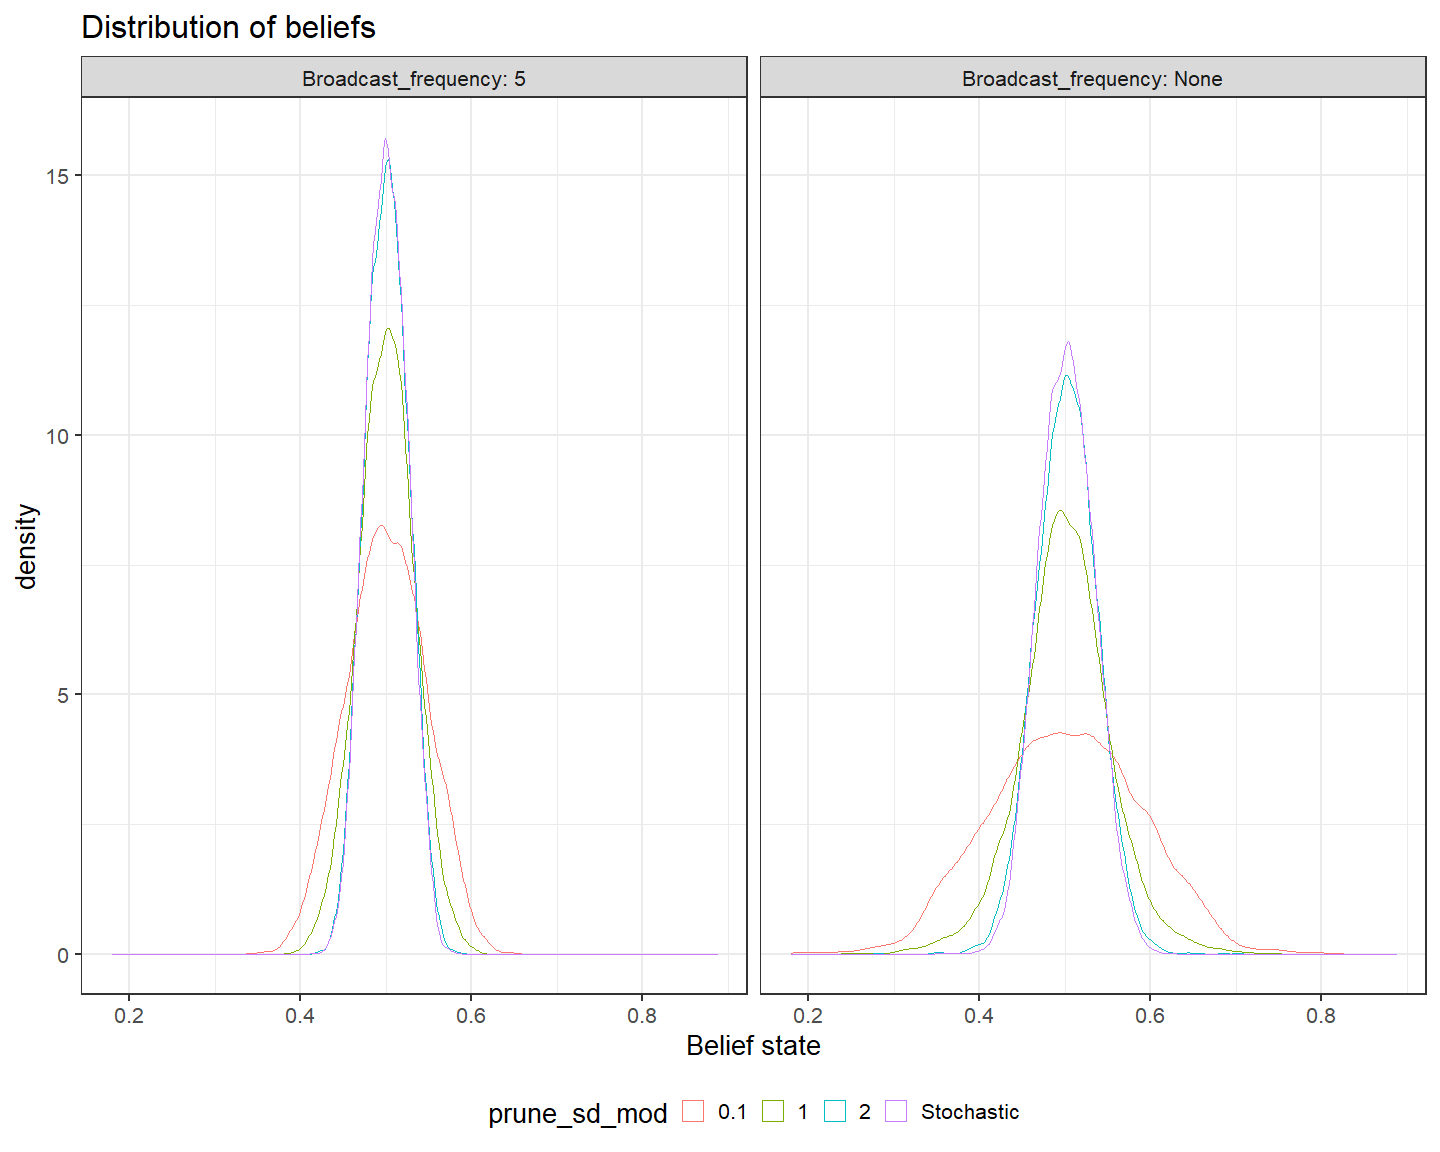 Distribution of beliefs
Broadcast_frequency: 5
Broadcast_frequency: None
density
15
10
5
0
0.2 0.4 0.6 0.8
0.2 0.4 0.6 0.8
Belief state
prune_sd_mod 0.1 1 2 Stochastic